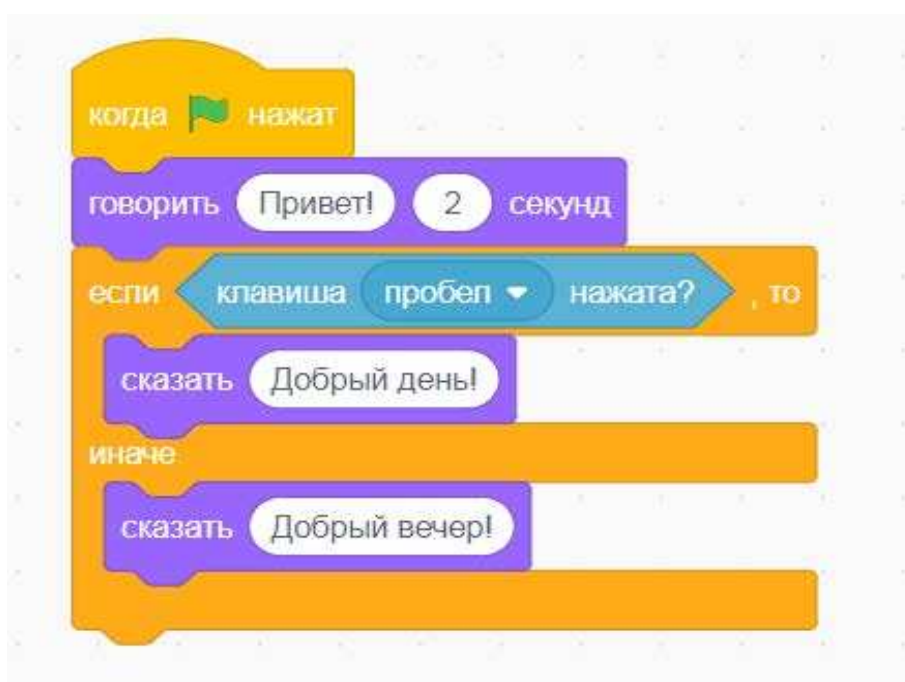 когда нажат
говорить Привет! 2 секунд
если клавиша пробел нажата? , то
сказать Добрый день!
иначе
сказать Добрый вечер!